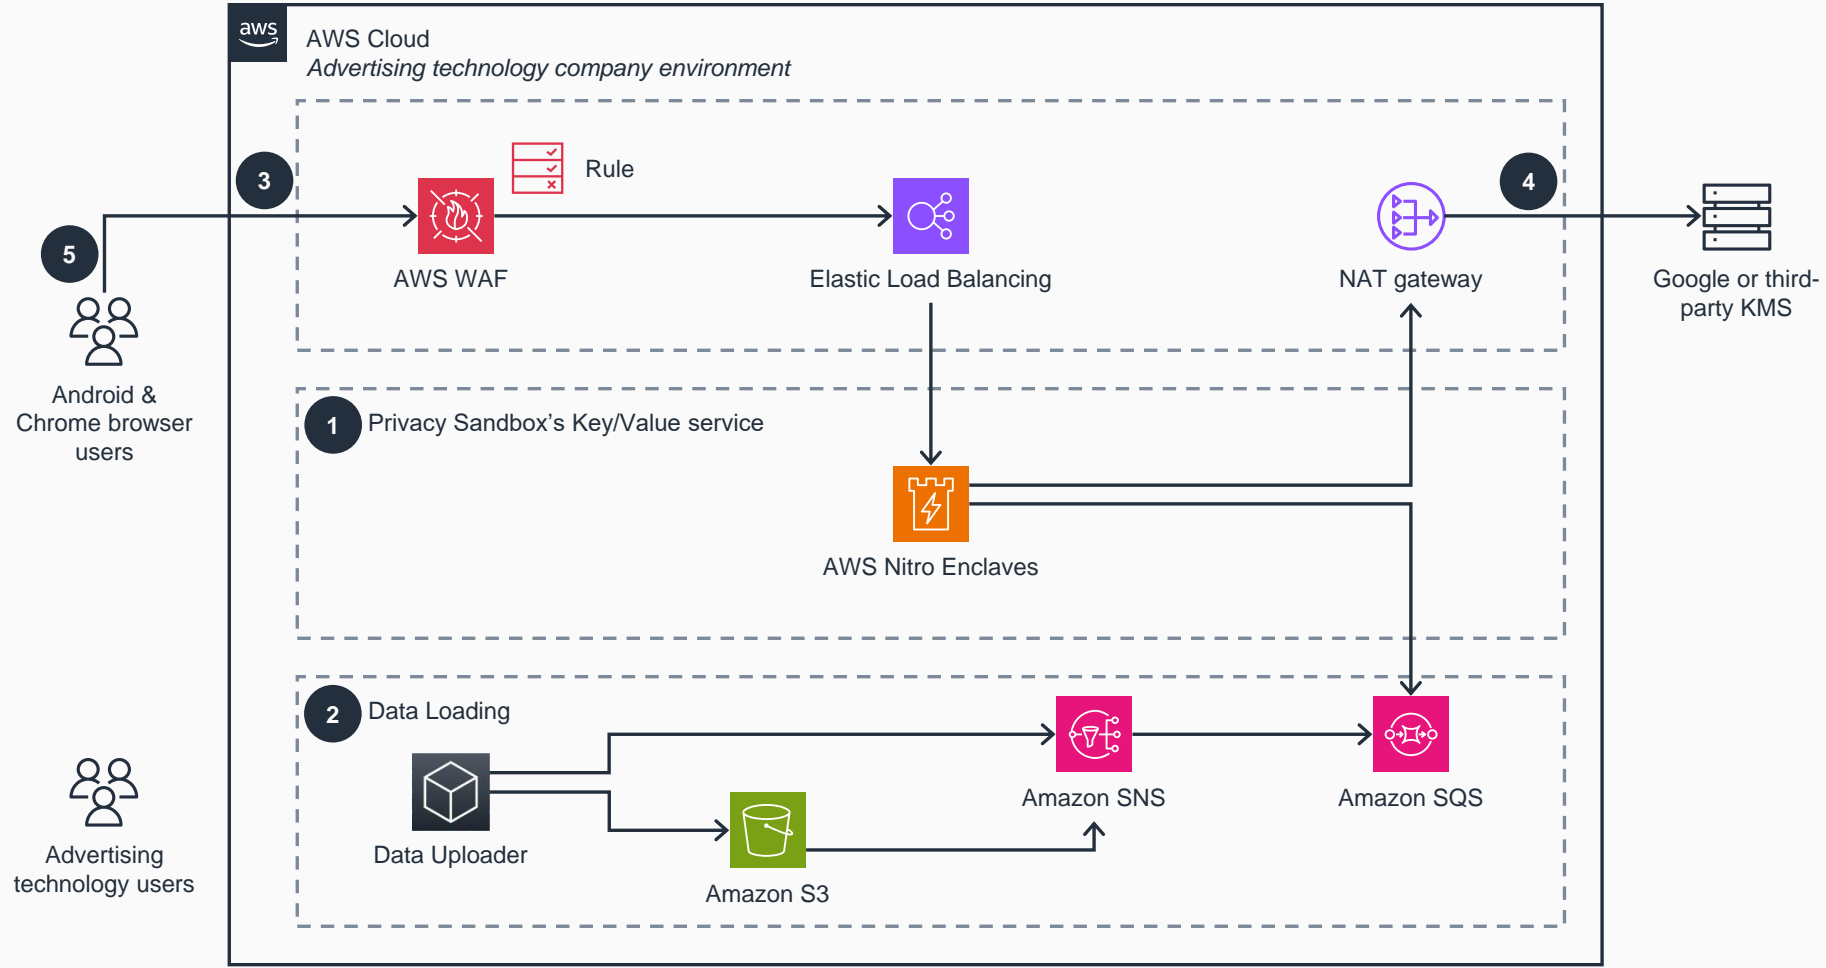 aws
AWS Cloud
Advertising technology company environment
3
Rule
4
5
AWS WAF
Elastic Load Balancing
NAT gateway
Google or third-
party KMS
Android &
Chrome browser
users
1
Privacy Sandbox’s Key/Value service
AWS Nitro Enclaves
2
Data Loading
Amazon SNS
Amazon SQS
Data Uploader
Amazon S3
Advertising
technology users